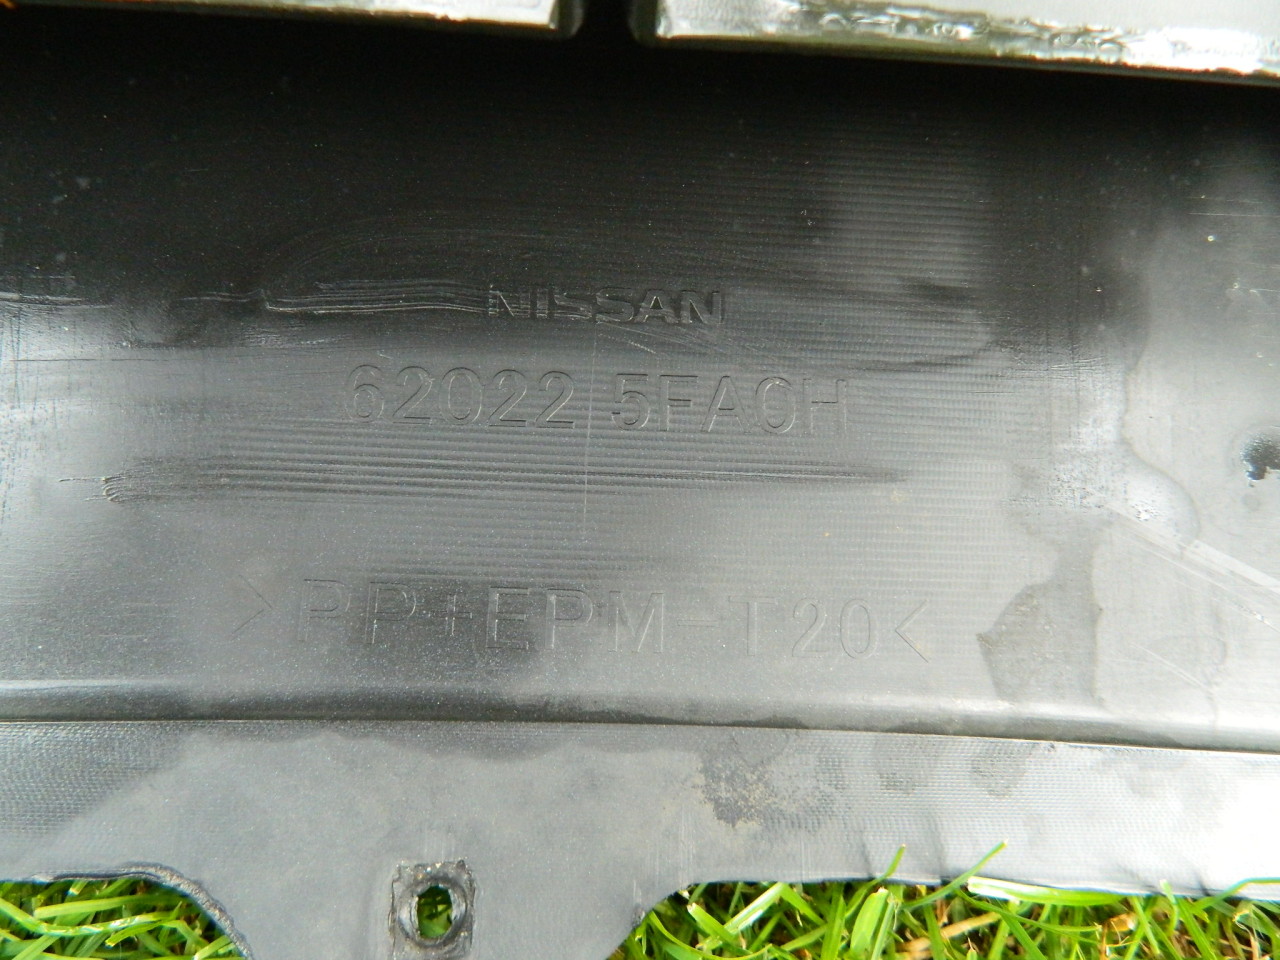 NISSAN
62022 5FA0H
>PP+EPM-T20<